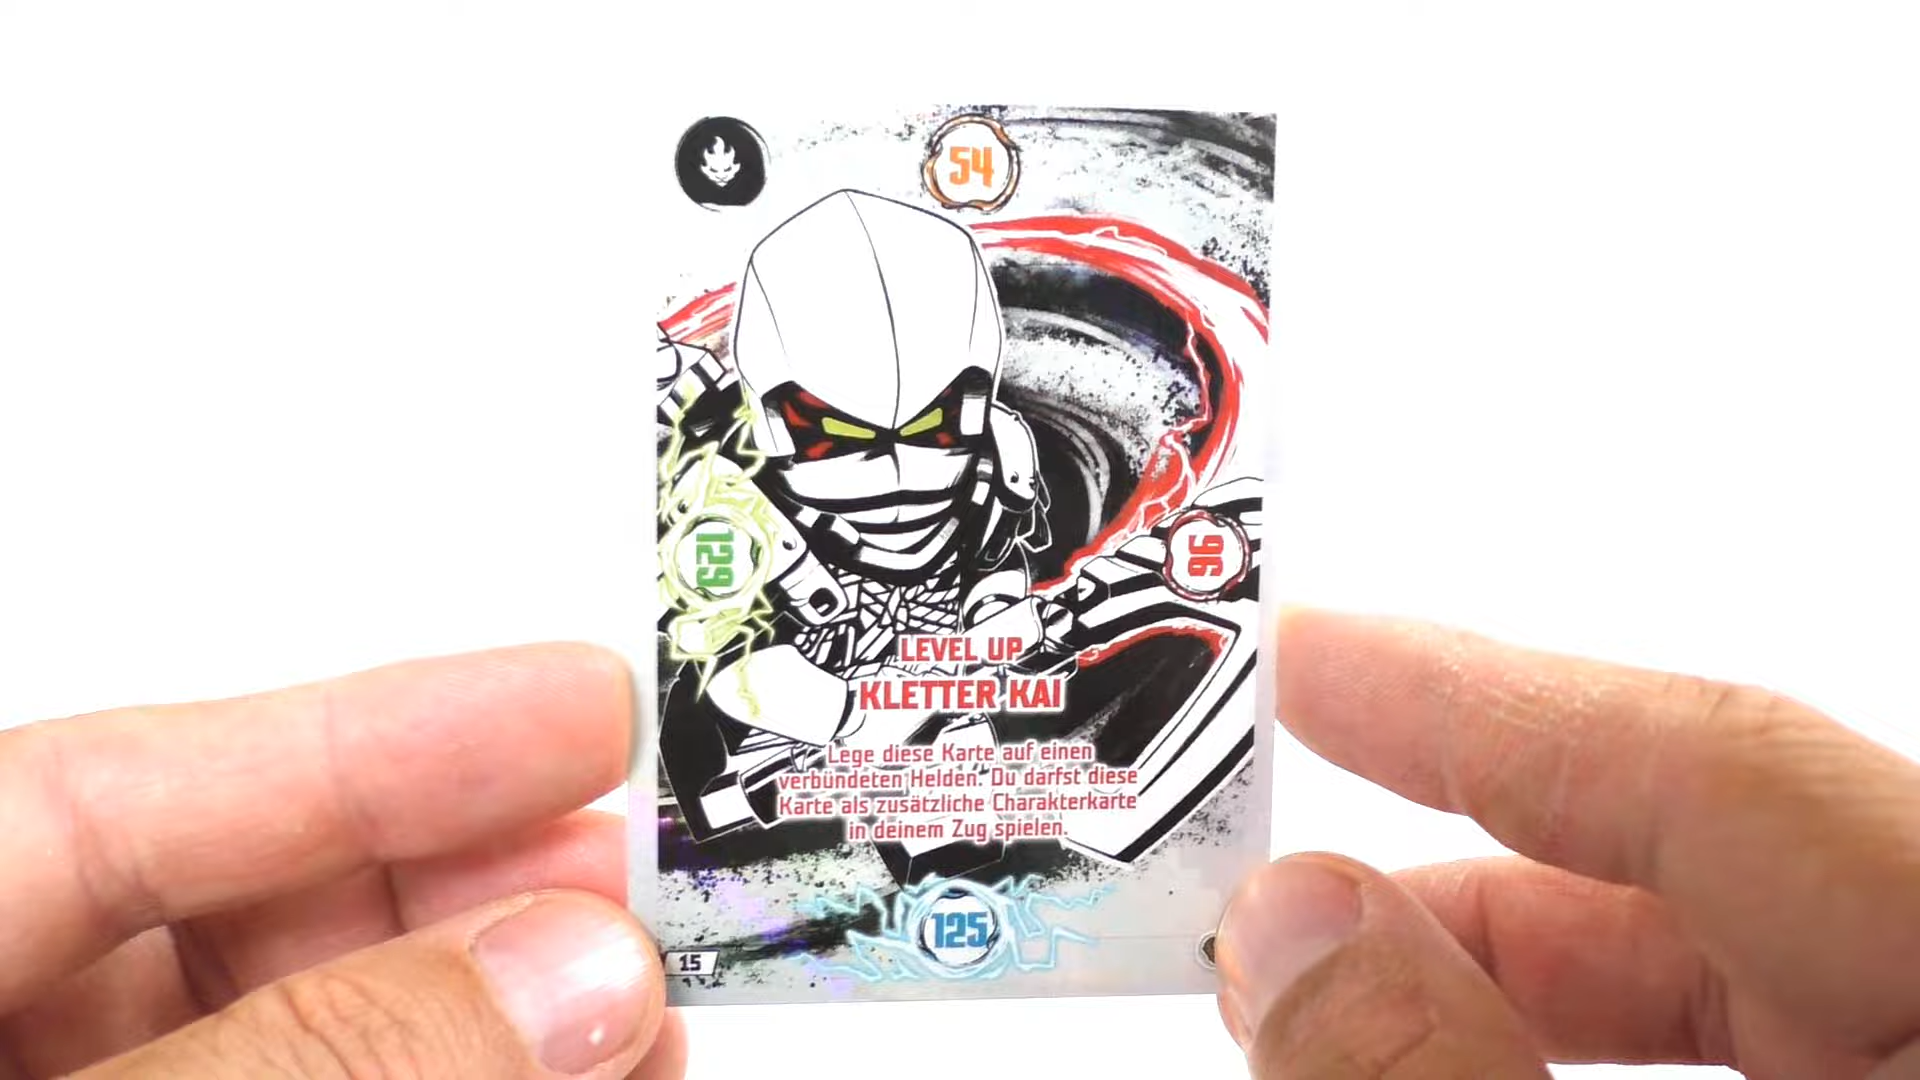 54
129
96
LEVEL UP
KLETTER KAI
Lege diese Karte auf einen
verbündeten Helden. Du darfst diese
Karte als zusätzliche Charakterkarte
in deinem Zug spielen.
125
15